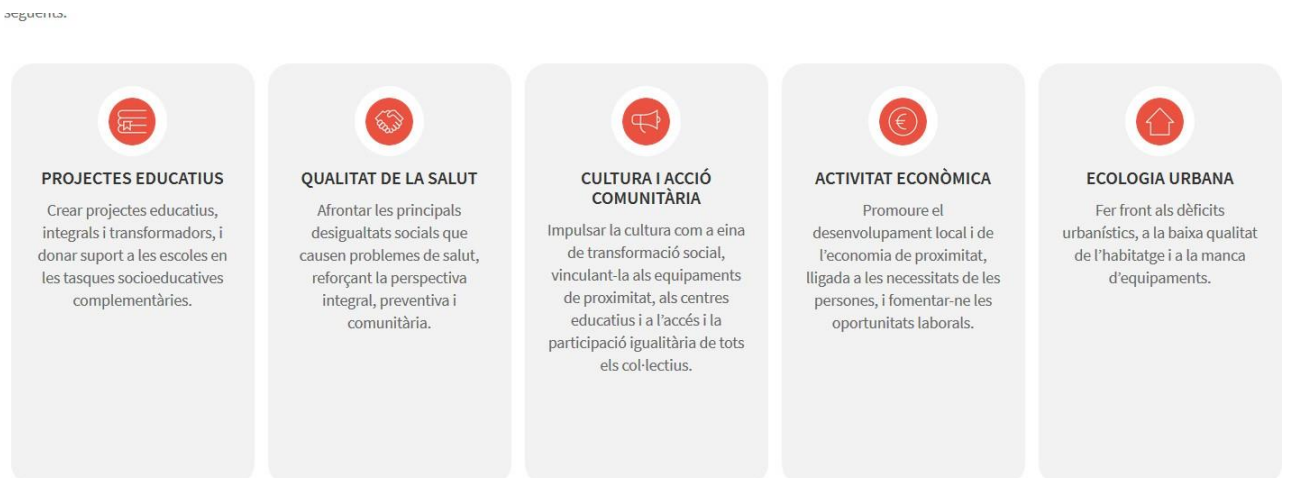 següents.
PROJECTES EDUCATIUS
Crear projectes educatius,
integrals i transformadors, i
donar suport a les escoles en
les tasques socioeducatives
complementàries.
QUALITAT DE LA SALUT
Afrontar les principals
desigualtats socials que
causen problemes de salut,
reforçant la perspectiva
integral, preventiva i
comunitària.
CULTURA I ACCIÓ
COMUNITÀRIA
Impulsar la cultura com a eina
de transformació social,
vinculant-la als equipaments
de proximitat, als centres
educatius i a l’accés i la
participació igualitària de tots
els col·lectius.
ACTIVITAT ECONÒMICA
Promoure el
desenvolupament local i de
l’economia de proximitat,
lligada a les necessitats de les
persones, i fomentar-ne les
oportunitats laborals.
ECOLOGIA URBANA
Fer front als dèficits
urbanístics, a la baixa qualitat
de l’habitatge i a la manca
d’equipaments.